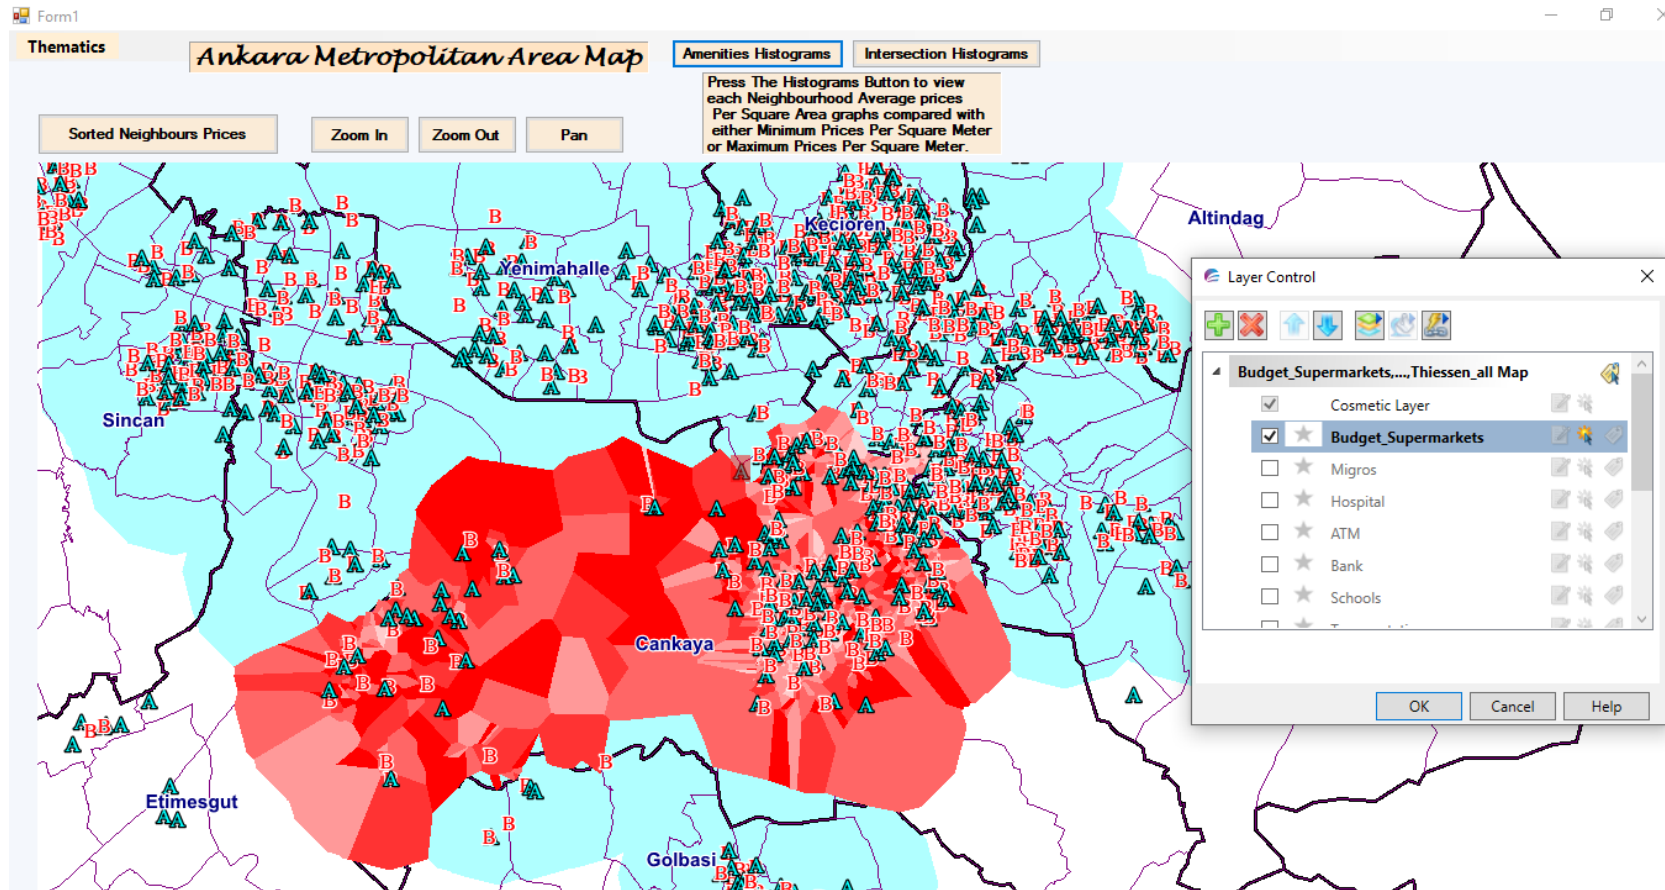 Form1
Thematics
Ankara Metropolitan Area Map
Amenities Histograms
Intersection Histograms
Press The Histograms Button to view
each Neighbourhood Average prices
Per Square Area graphs compared with
either Minimum Prices Per Square Meter
or Maximum Prices Per Square Meter.
Sorted Neighbours Prices
Zoom In
Zoom Out
Pan
Kecioren
Altindag
Yenimahalle
Sincan
Cankaya
Etimesgut
Golbasi
Layer Control
Budget_Supermarkets,...,Thiessen_all Map
Cosmetic Layer
Budget_Supermarkets
Migros
Hospital
ATM
Bank
Schools
OK
Cancel
Help